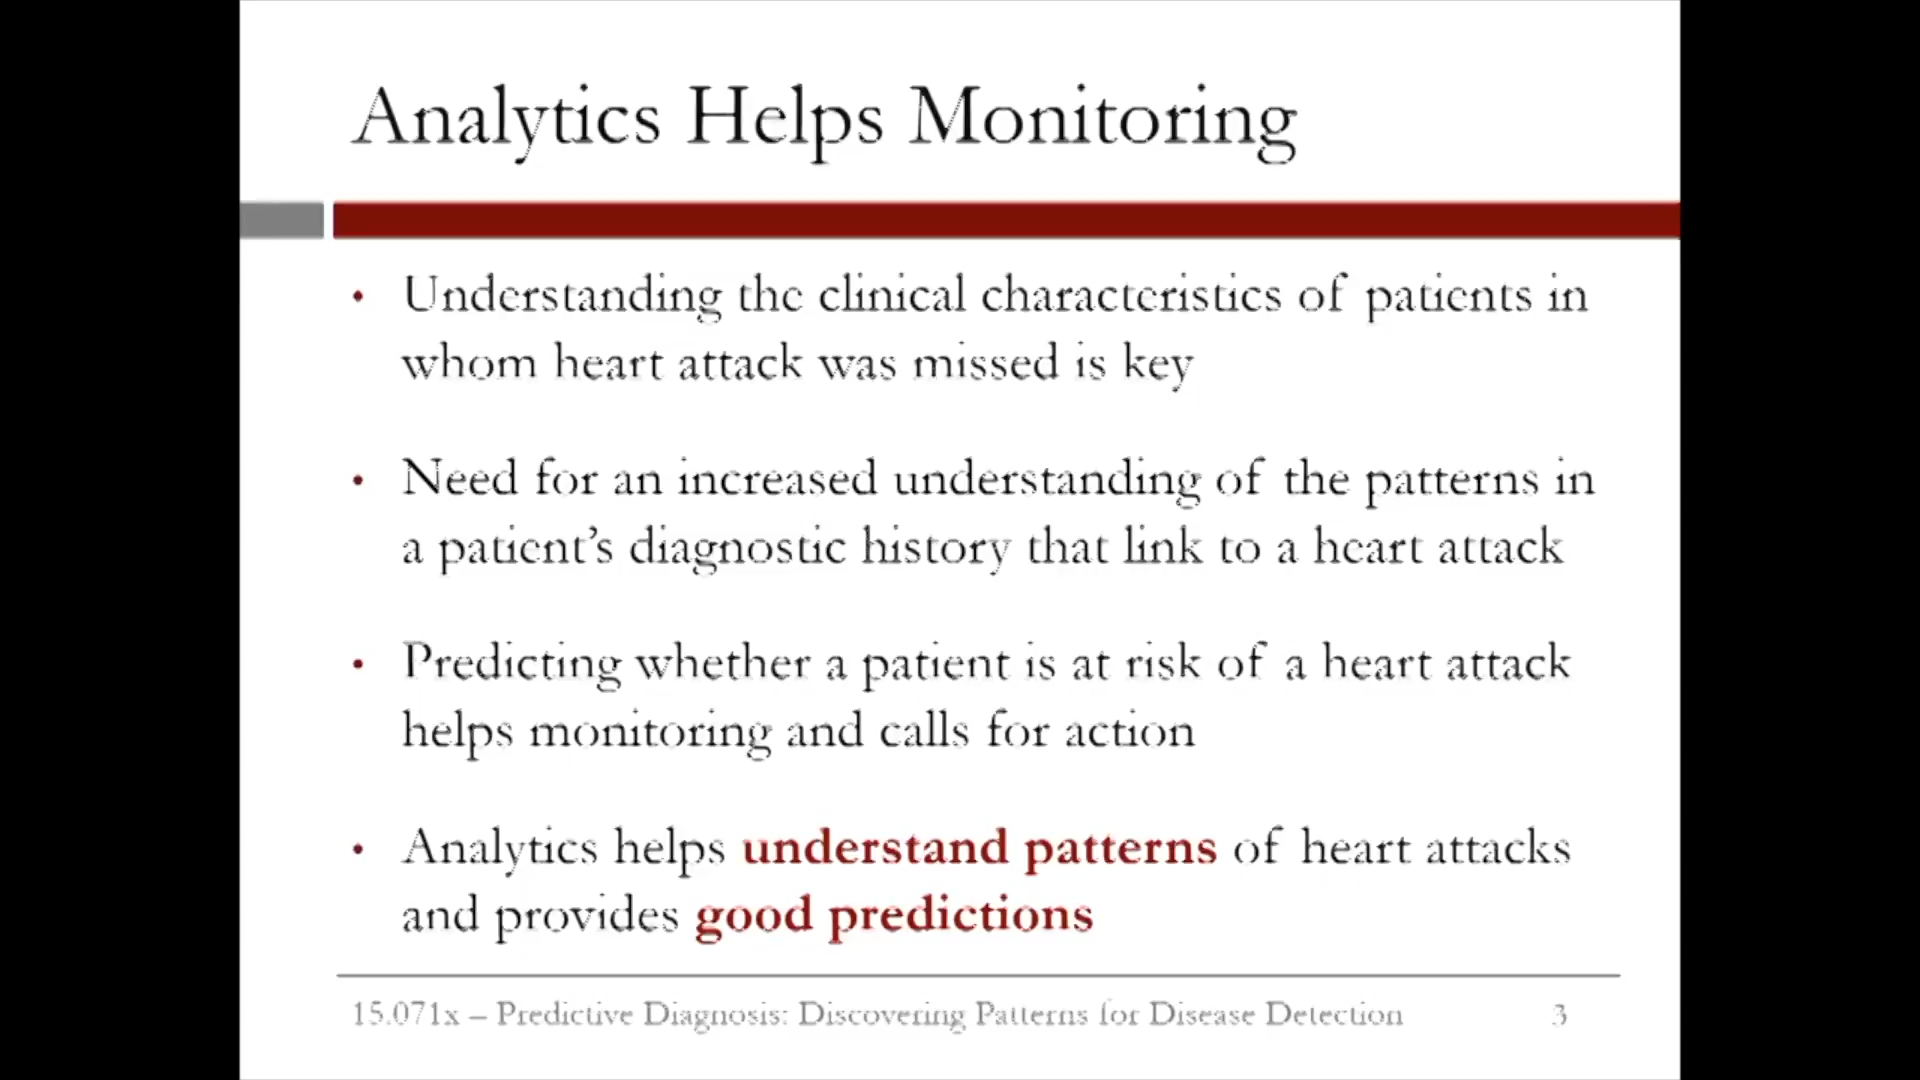 Analytics Helps Monitoring
• Understanding the clinical characteristics of patients in
whom heart attack was missed is key
• Need for an increased understanding of the patterns in
a patient’s diagnostic history that link to a heart attack
• Predicting whether a patient is at risk of a heart attack
helps monitoring and calls for action
• Analytics helps understand patterns of heart attacks
and provides good predictions
15.071x – Predictive Diagnosis: Discovering Patterns for Disease Detection 3